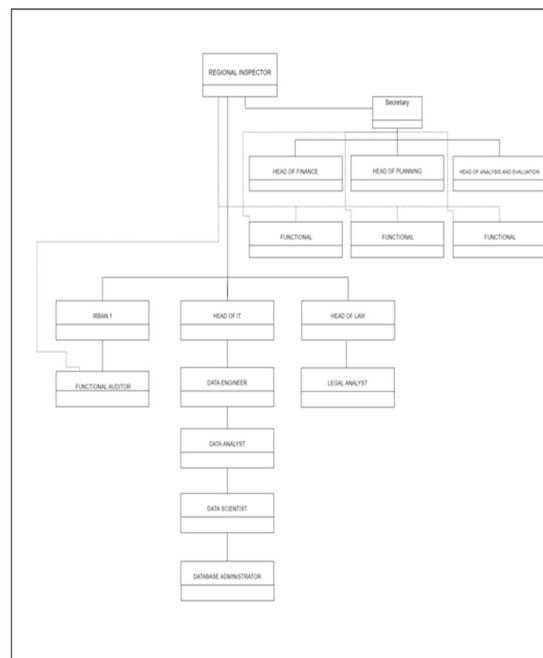 REGIONAL INSPECTOR
Secretary
HEAD OF FINANCE
HEAD OF PLANNING
HEAD OF ANALYSIS AND EVALUATION
FUNCTIONAL
FUNCTIONAL
FUNCTIONAL
IRBAN 1
HEAD OF IT
HEAD OF LAW
FUNCTIONAL AUDITOR
DATA ENGINEER
LEGAL ANALYST
DATA ANALYST
DATA SCIENTIST
DATABASE ADMINISTRATOR